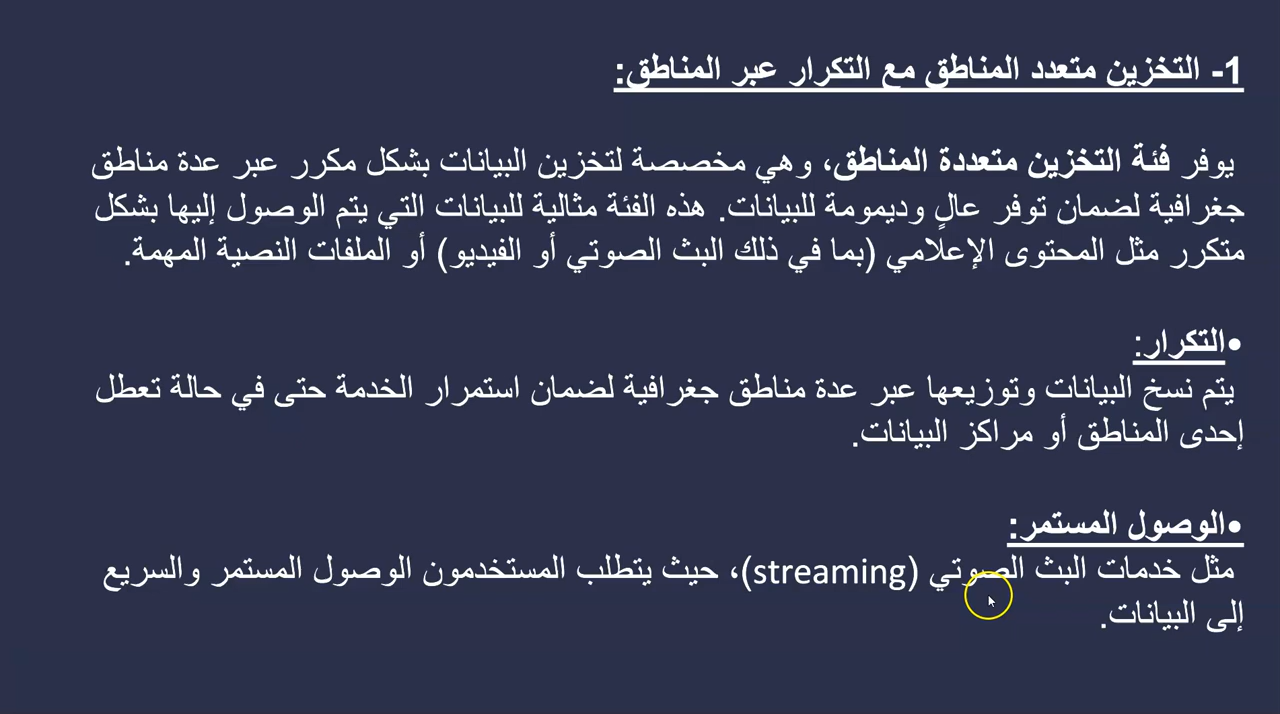 1- التخزين متعدد المناطق مع التكرار عبر المناطق:
يوفر فئة التخزين متعددة المناطق، وهي مخصصة لتخزين البيانات بشكل مكرر عبر عدة مناطق
جغرافية لضمان توفر عالٍ وديمومة للبيانات. هذه الفئة مثالية للبيانات التي يتم الوصول إليها بشكل
متكرر مثل المحتوى الإعلامي (بما في ذلك البث الصوتي أو الفيديو) أو الملفات النصية المهمة.
•التكرار:
يتم نسخ البيانات وتوزيعها عبر عدة مناطق جغرافية لضمان استمرار الخدمة حتى في حالة تعطل
إحدى المناطق أو مراكز البيانات.
•الوصول المستمر:
مثل خدمات البث الصوتي (streaming)، حيث يتطلب المستخدمون الوصول المستمر والسريع
إلى البيانات.